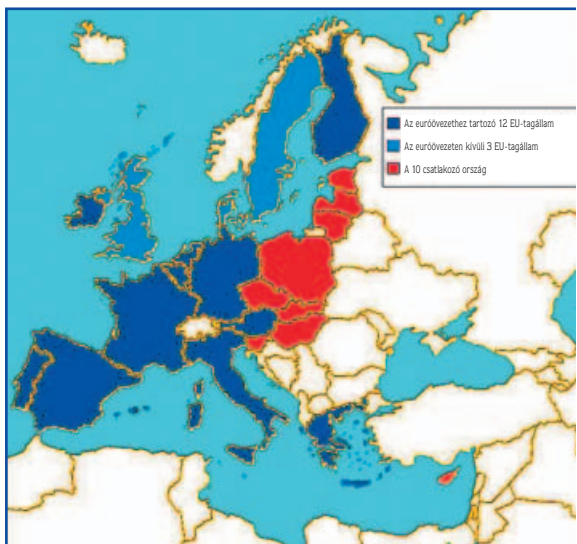 Az euróövezethez tartozó 12 EU-tagállam
Az euróövezeten kívüli 3 EU-tagállam
A 10 csatlakozó ország